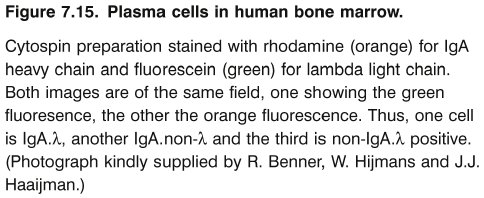 Figure 7.15. Plasma cells in human bone marrow.
Cytospin preparation stained with rhodamine (orange) for IgA
heavy chain and fluorescein (green) for lambda light chain.
Both images are of the same field, one showing the green
fluoresence, the other the orange fluorescence. Thus, one cell
is IgA.λ, another IgA.non-λ and the third is non-IgA.λ positive.
(Photograph kindly supplied by R. Benner, W. Hijmans and J.J.
Haaijman.)